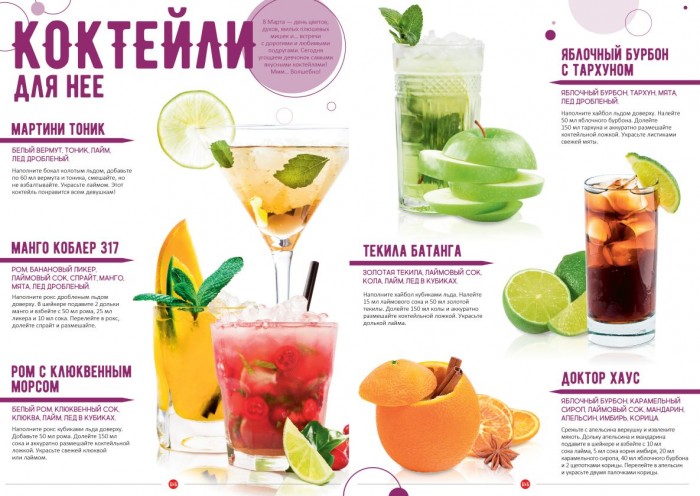 КОКТЕЙЛИ
ДЛЯ НЕЕ
8 Марта — день цветов,
духов, милых плюшевых
мишек и... встречи
с дорогими и любимыми
подругами. Сегодня
угощаем девчонок самыми
вкусными коктейлями!
Ммм... Волшебно!
МАРТИНИ ТОНИК
БЕЛЫЙ ВЕРМУТ, ТОНИК, ЛАЙМ,
ЛЕД ДРОБЛЕНЫЙ.
Наполните бокал колотым льдом, добавьте
по 60 мл вермута и тоника, смешайте, но
не взбалтывайте. Украсьте лаймом. Этот
коктейль понравится всем девушкам!
МАНГО КОБЛЕР 317
РОМ, БАНАНОВЫЙ ЛИКЕР,
ЛАЙМОВЫЙ СОК, СПРАЙТ, МАНГО,
МЯТА, ЛЕД ДРОБЛЕНЫЙ.
Наполните рокс дробленым льдом
доверху. В шейкере подавите 2 дольки
манго и взбейте с 50 мл рома, 25 мл
ликера и 10 мл сока. Перелейте в рокс,
долейте спрайт и размешайте.
РОМ С КЛЮКВЕННЫМ
МОРСОМ
БЕЛЫЙ РОМ, КЛЮКВЕННЫЙ СОК,
КЛЮКВА, ЛАЙМ, ЛЕД В КУБИКАХ.
Наполните рокс кубиками льда доверху.
Добавьте 50 мл рома. Долейте 150 мл
сока и аккуратно размешайте коктейльной
ложкой. Украсьте свежей клюквой
или лаймом.
ТЕКИЛА БАТАНГА
ЗОЛОТАЯ ТЕКИЛА, ЛАЙМОВЫЙ СОК,
КОЛА, ЛАЙМ, ЛЕД В КУБИКАХ.
Наполните хайбол кубиками льда. Налейте
15 мл лаймового сока и 50 мл золотой
текилы. Долейте 150 мл колы и аккуратно
размешайте коктейльной ложкой. Украсьте
долькой лайма.
ЯБЛОЧНЫЙ БУРБОН
С ТАРХУНОМ
ЯБЛОЧНЫЙ БУРБОН, ТАРХУН, МЯТА,
ЛЕД ДРОБЛЕНЫЙ.
Наполните хайбол льдом доверху. Налейте
50 мл яблочного бурбона. Долейте
150 мл тархуна и аккуратно размешайте
коктейльной ложкой. Украсьте листиками
свежей мяты.
ДОКТОР ХАУС
ЯБЛОЧНЫЙ БУРБОН, КАРАМЕЛЬНЫЙ
СИРОП, ЛАЙМОВЫЙ СОК, МАНДАРИН,
АПЕЛЬСИН, ИМБИРЬ, КОРИЦА.
Срежьте с апельсина верхушку и извлеките
мякоть. Дольку апельсина и мандарина
подавите в шейкере и взбейте с 10 мл
сока лайма, 5 мл сока корня имбиря, 20 мл
карамельного сиропа, 40 мл яблочного бурбона
и 2 щепотками корицы. Перелейте в апельсин
и украсьте двумя палочками корицы.